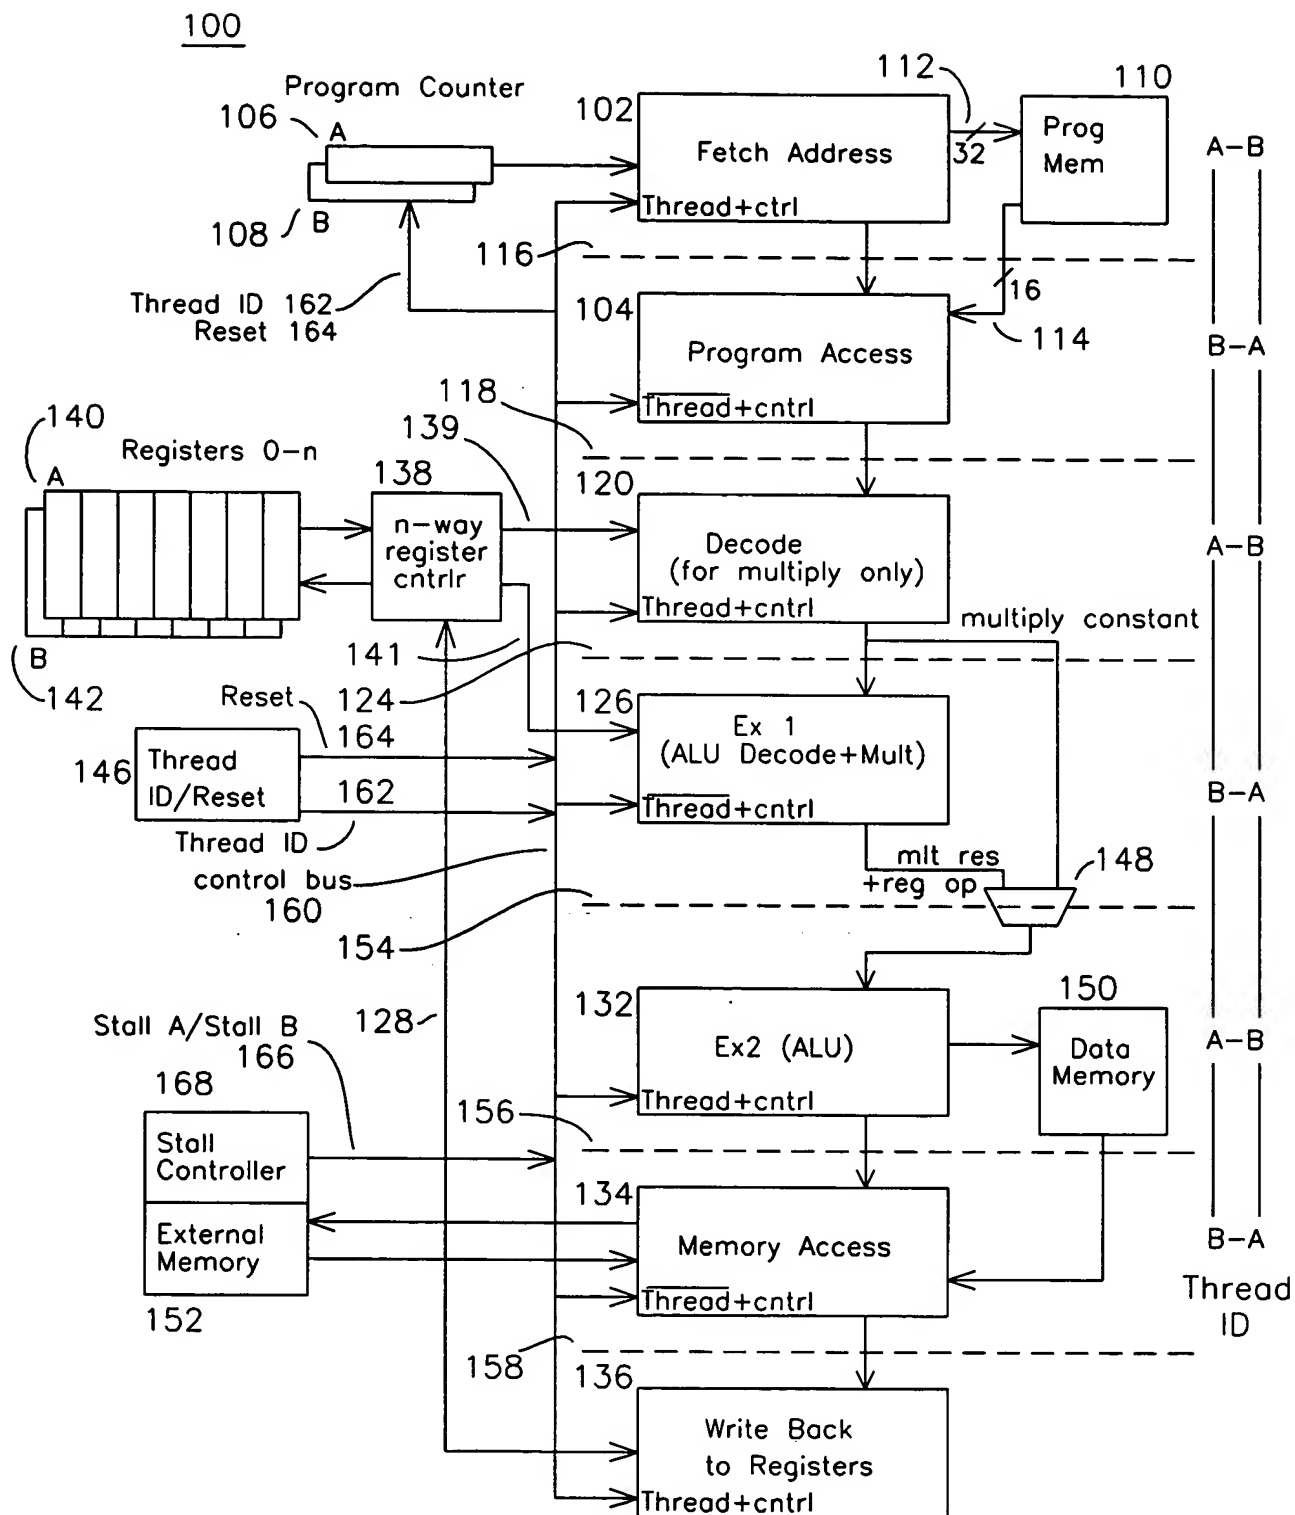 100
Program Counter
106
A
B
108
102
Fetch Address
Thread+ctrl
112
32
110
Prog
Mem
A-B
116
Thread ID 162
Reset 164
104
Program Access
Thread+cntrl
16
114
B-A
118
140
Registers 0-n
A
B
142
138
n-way
register
cntrlr
139
141
120
Decode
(for multiply only)
Thread+cntrl
multiply constant
A-B
124
Reset
164
146
Thread
ID/Reset
162
Thread ID
control bus
160
126
Ex 1
(ALU Decode+Mult)
Thread+cntrl
B-A
mlt res
+reg op
148
154
128
132
Ex2 (ALU)
Thread+cntrl
150
Data
Memory
A-B
Stall A/Stall B
166
168
Stall
Controller
External
Memory
152
156
134
Memory Access
Thread+cntrl
B-A
Thread
ID
158
136
Write Back
to Registers
Thread+cntrl